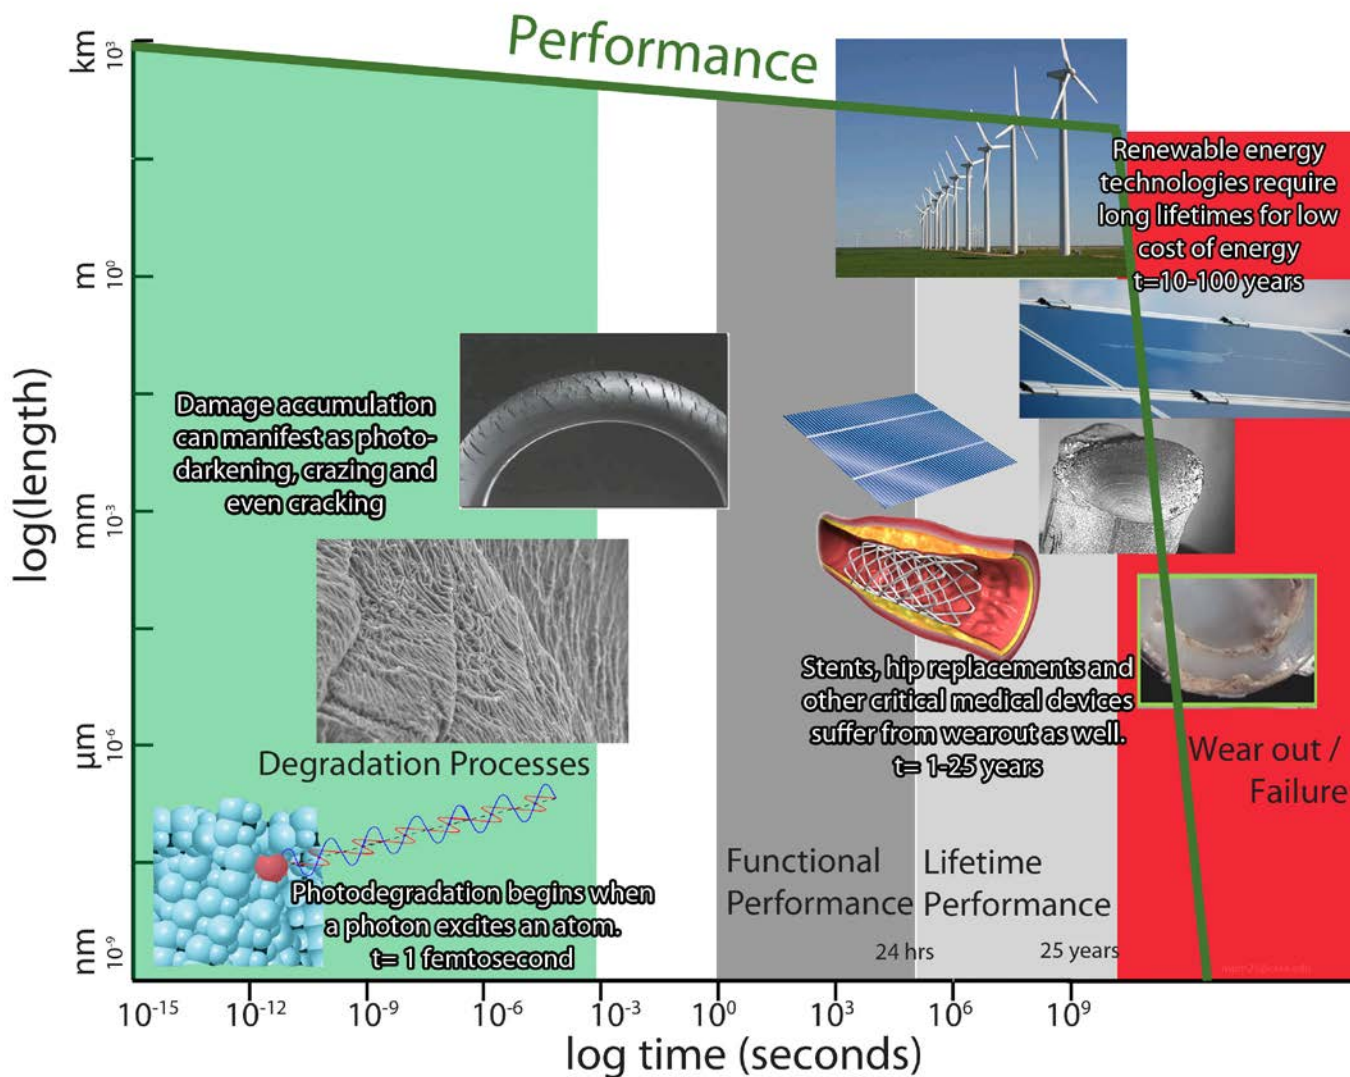 Performance
km
10³
m
10⁰
mm
10⁻³
µm
10⁻⁶
nm
10⁻⁹
log(length)
Renewable energy
technologies require
long lifetimes for low
cost of energy
t=10-100 years
Damage accumulation
can manifest as photo-
darkening, crazing and
even cracking
Stents, hip replacements and
other critical medical devices
suffer from wearout as well.
t= 1-25 years
Degradation Processes
Wear out /
Failure
Photodegradation begins when
a photon excites an atom.
t= 1 femtosecond
Functional
Performance
24 hrs
Lifetime
Performance
25 years
10⁻¹⁵
10⁻¹²
10⁻⁹
10⁻⁶
10⁻³
10⁰
10³
10⁶
10⁹
log time (seconds)